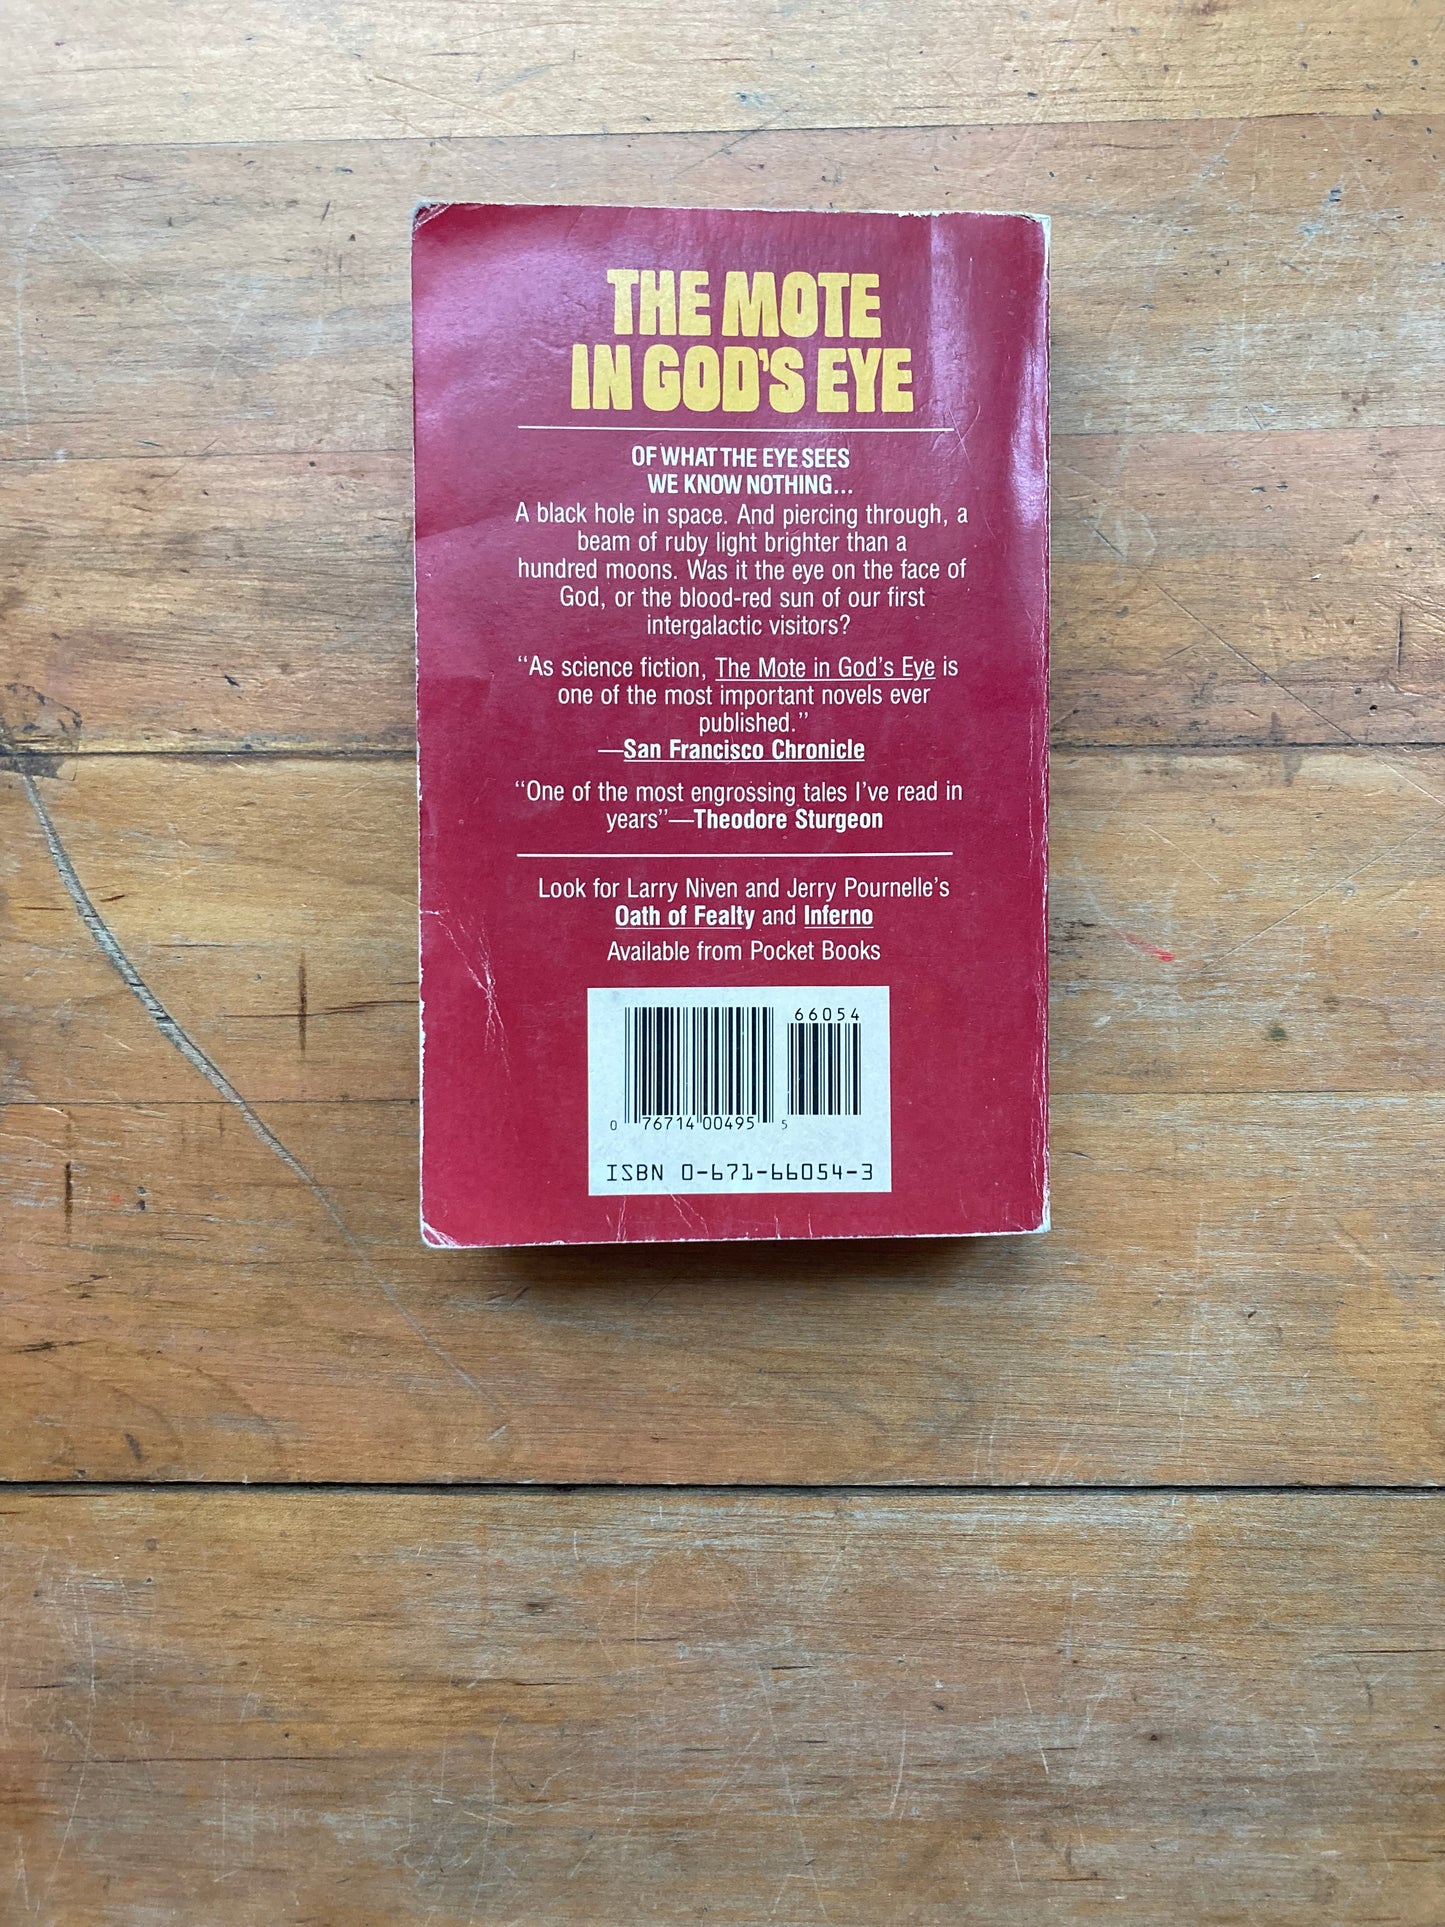 THE MOTE
IN GOD'S EYE
OF WHAT THE EYE SEES
WE KNOW NOTHING...
A black hole in space. And piercing through, a
beam of ruby light brighter than a
hundred moons. Was it the eye on the face of
God, or the blood-red sun of our first
intergalactic visitors?
"As science fiction, The Mote in God's Eye is
one of the most important novels ever
published."
—San Francisco Chronicle
"One of the most engrossing tales I've read in
years"—Theodore Sturgeon
Look for Larry Niven and Jerry Pournelle's
Oath of Fealty and Inferno
Available from Pocket Books
66054
0 76714 00495 5
ISBN 0-671-66054-3